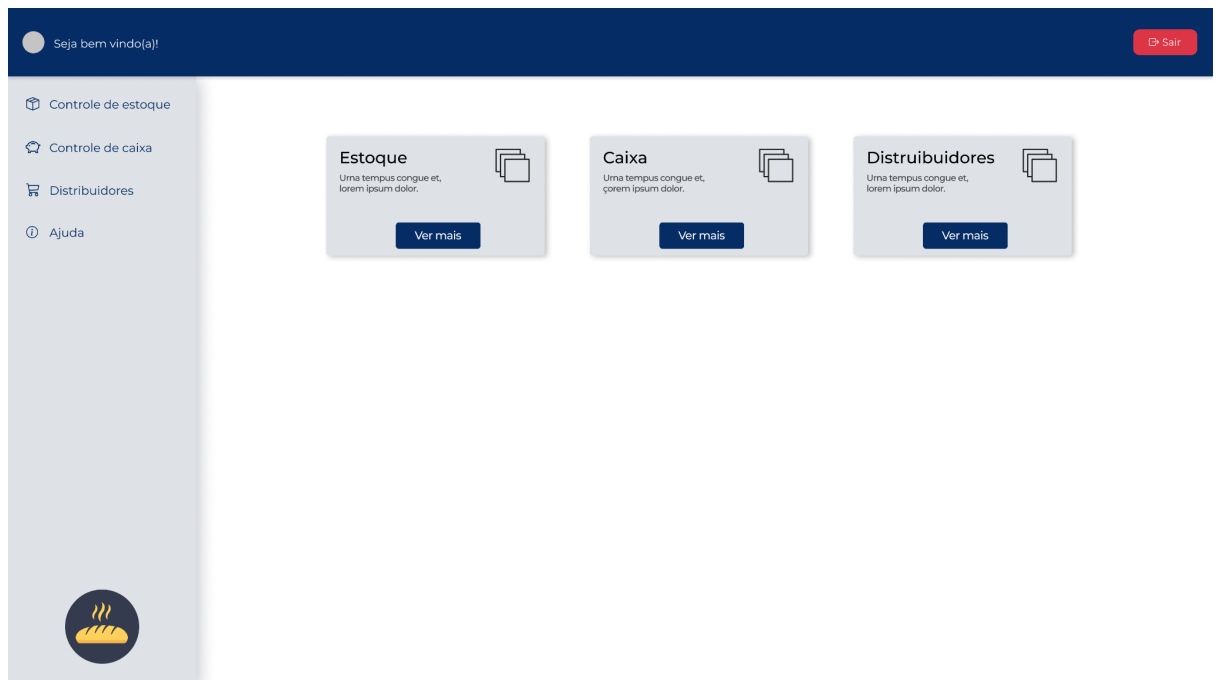 Seja bem vindo(a)!
Sair
Controle de estoque
Controle de caixa
Distribuidores
Ajuda
Estoque
Urna tempus congue et,
lorem ipsum dolor.
Ver mais
Caixa
Urna tempus congue et,
çorem ipsum dolor.
Ver mais
Distruibuidores
Urna tempus congue et,
lorem ipsum dolor.
Ver mais